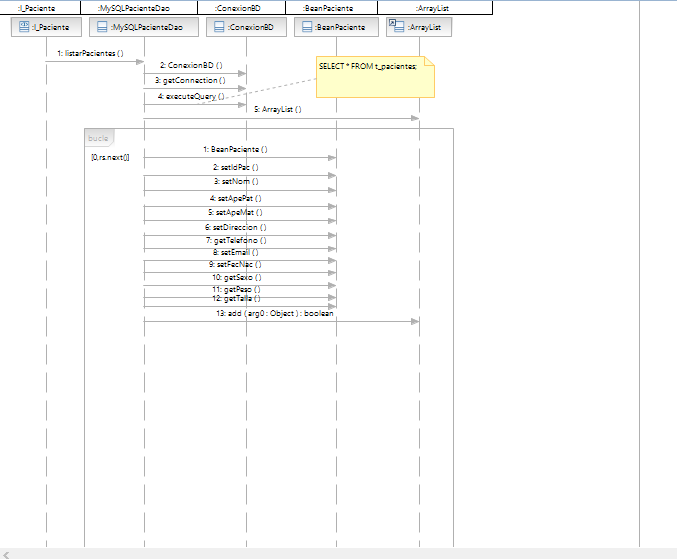 :I_Paciente :MySQLPacienteDao :ConexionBD :BeanPaciente :ArrayList
:I_Paciente :MySQLPacienteDao :ConexionBD :BeanPaciente :ArrayList
1: listarPacientes ( )
2: ConexionBD ( )
SELECT * FROM t_pacientes;
3: getConnection ( )
4: executeQuery ( )
5: ArrayList ( )
bucle
[0,rs.next()]
1: BeanPaciente ( )
2: setIdPac ( )
3: setNom ( )
4: setApePat ( )
5: setApeMat ( )
6: setDireccion ( )
7: getTelefono ( )
8: setEmail ( )
9: setFecNac ( )
10: getSexo ( )
11: getPeso ( )
12: getTalla ( )
13: add ( arg0 : Object ) : boolean